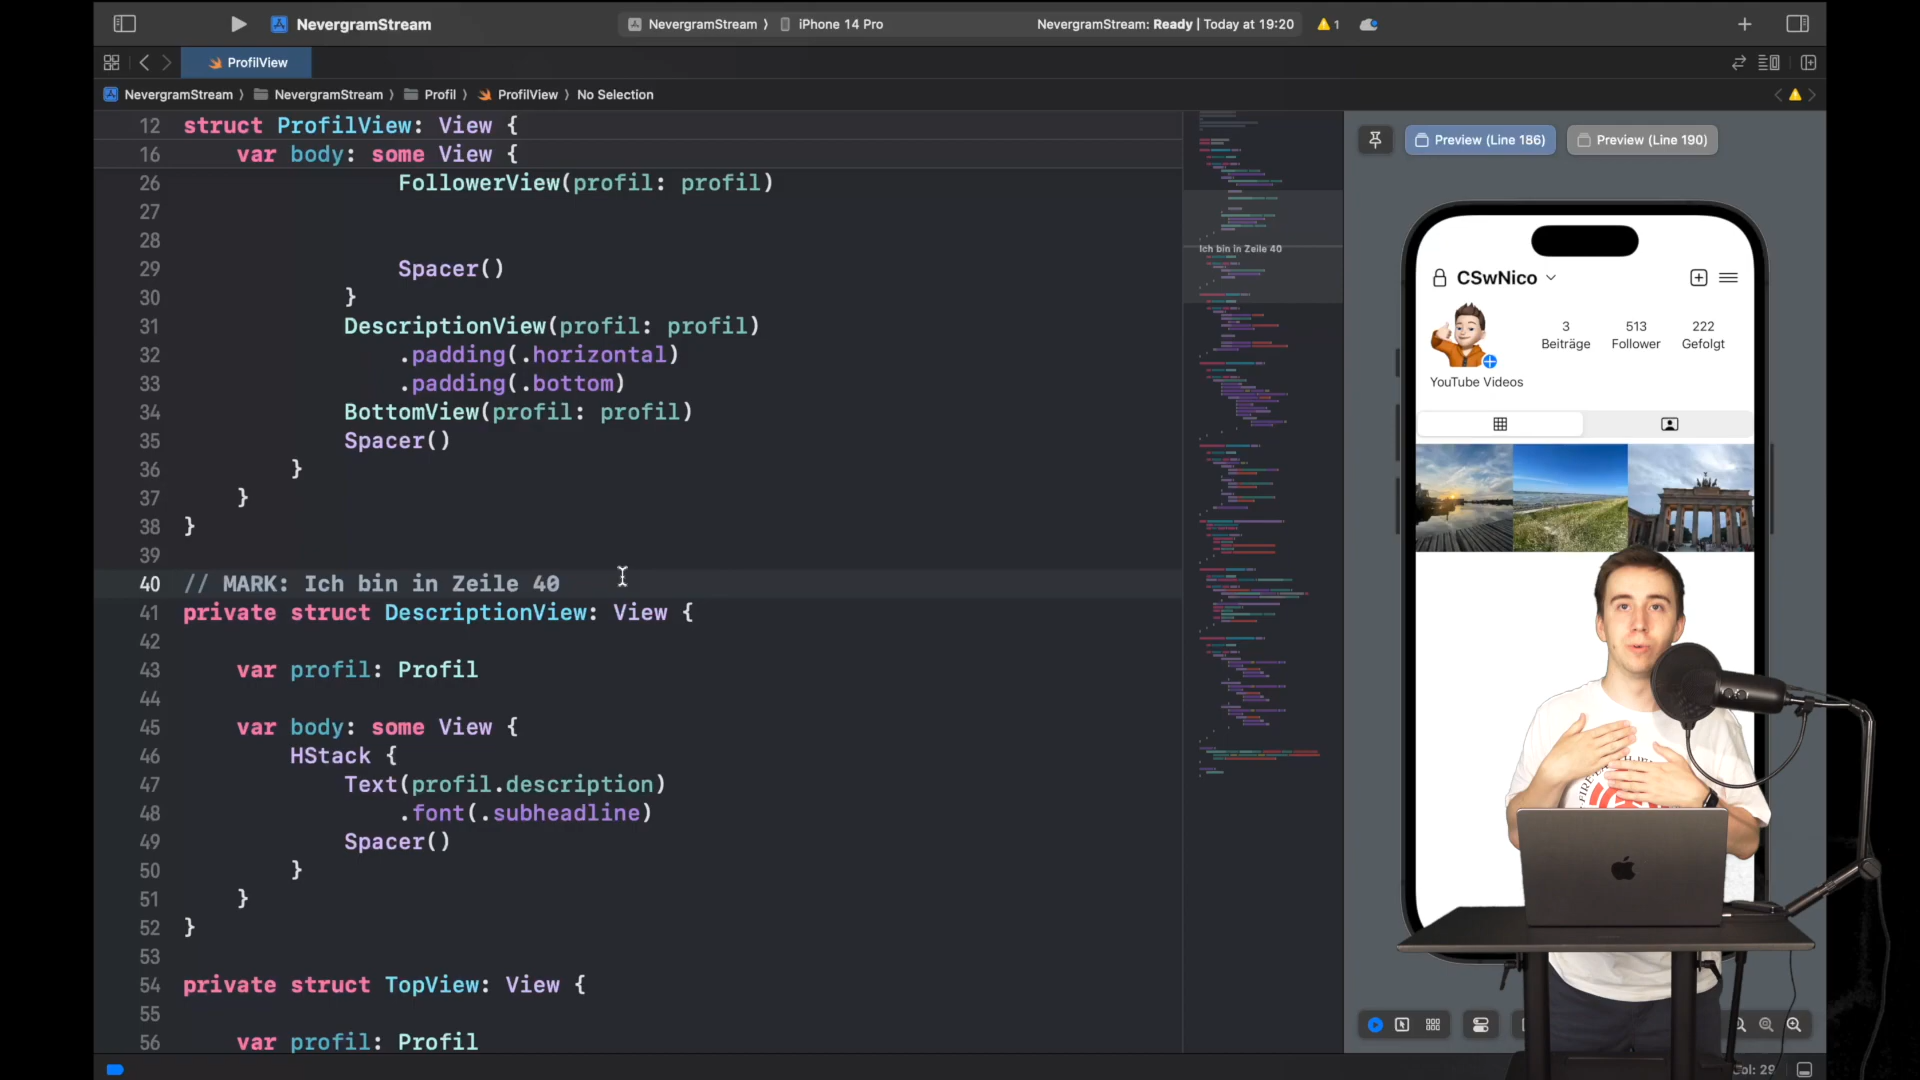 NevergramStream
NevergramStream 〉 iPhone 14 Pro
NevergramStream: Ready | Today at 19:20
1
ProfilView
NevergramStream 〉 NevergramStream 〉 Profil 〉 ProfilView 〉 No Selection
12 struct ProfilView: View {
16 var body: some View {
26 FollowerView(profil: profil)
27
28
29 Spacer()
30 }
31 DescriptionView(profil: profil)
32 .padding(.horizontal)
33 .padding(.bottom)
34 BottomView(profil: profil)
35 Spacer()
36 }
37 }
38 }
39
40 // MARK: Ich bin in Zeile 40
41 private struct DescriptionView: View {
42
43 var profil: Profil
44
45 var body: some View {
46 HStack {
47 Text(profil.description)
48 .font(.subheadline)
49 Spacer()
50 }
51 }
52 }
53
54 private struct TopView: View {
55
56 var profil: Profil
Ich bin in Zeile 40
Preview (Line 186)
Preview (Line 190)
CSwNico
3 513 222
Beiträge Follower Gefolgt
YouTube Videos
Col: 29